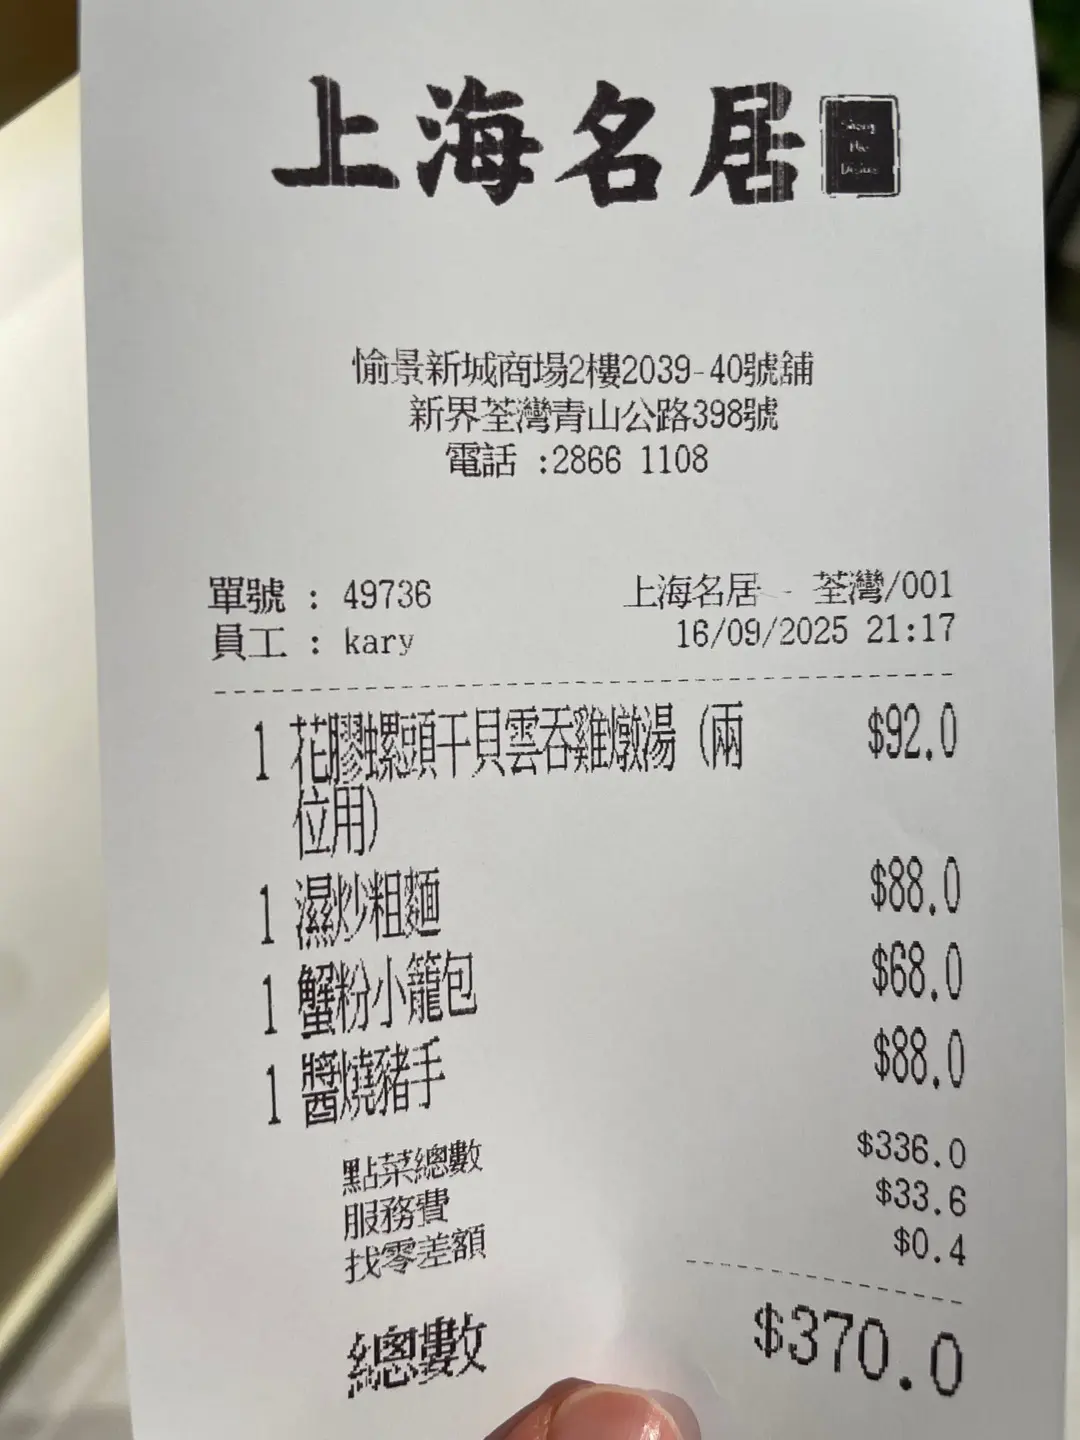 上海名居
愉景新城商場2樓2039-40號舖
新界荃灣青山公路398號
電話 :2866 1108
單號 : 49736
上海名居 - 荃灣/001
員工 : kary
16/09/2025 21:17
1 花膠螺頭干貝雲吞雞燉湯 (兩 $92.0
位用)
1 濕炒粗麵 $88.0
1 蟹粉小籠包 $68.0
1 醬燒豬手 $88.0
點菜總數 $336.0
服務費 $33.6
找零差額 $0.4
總數 $370.0